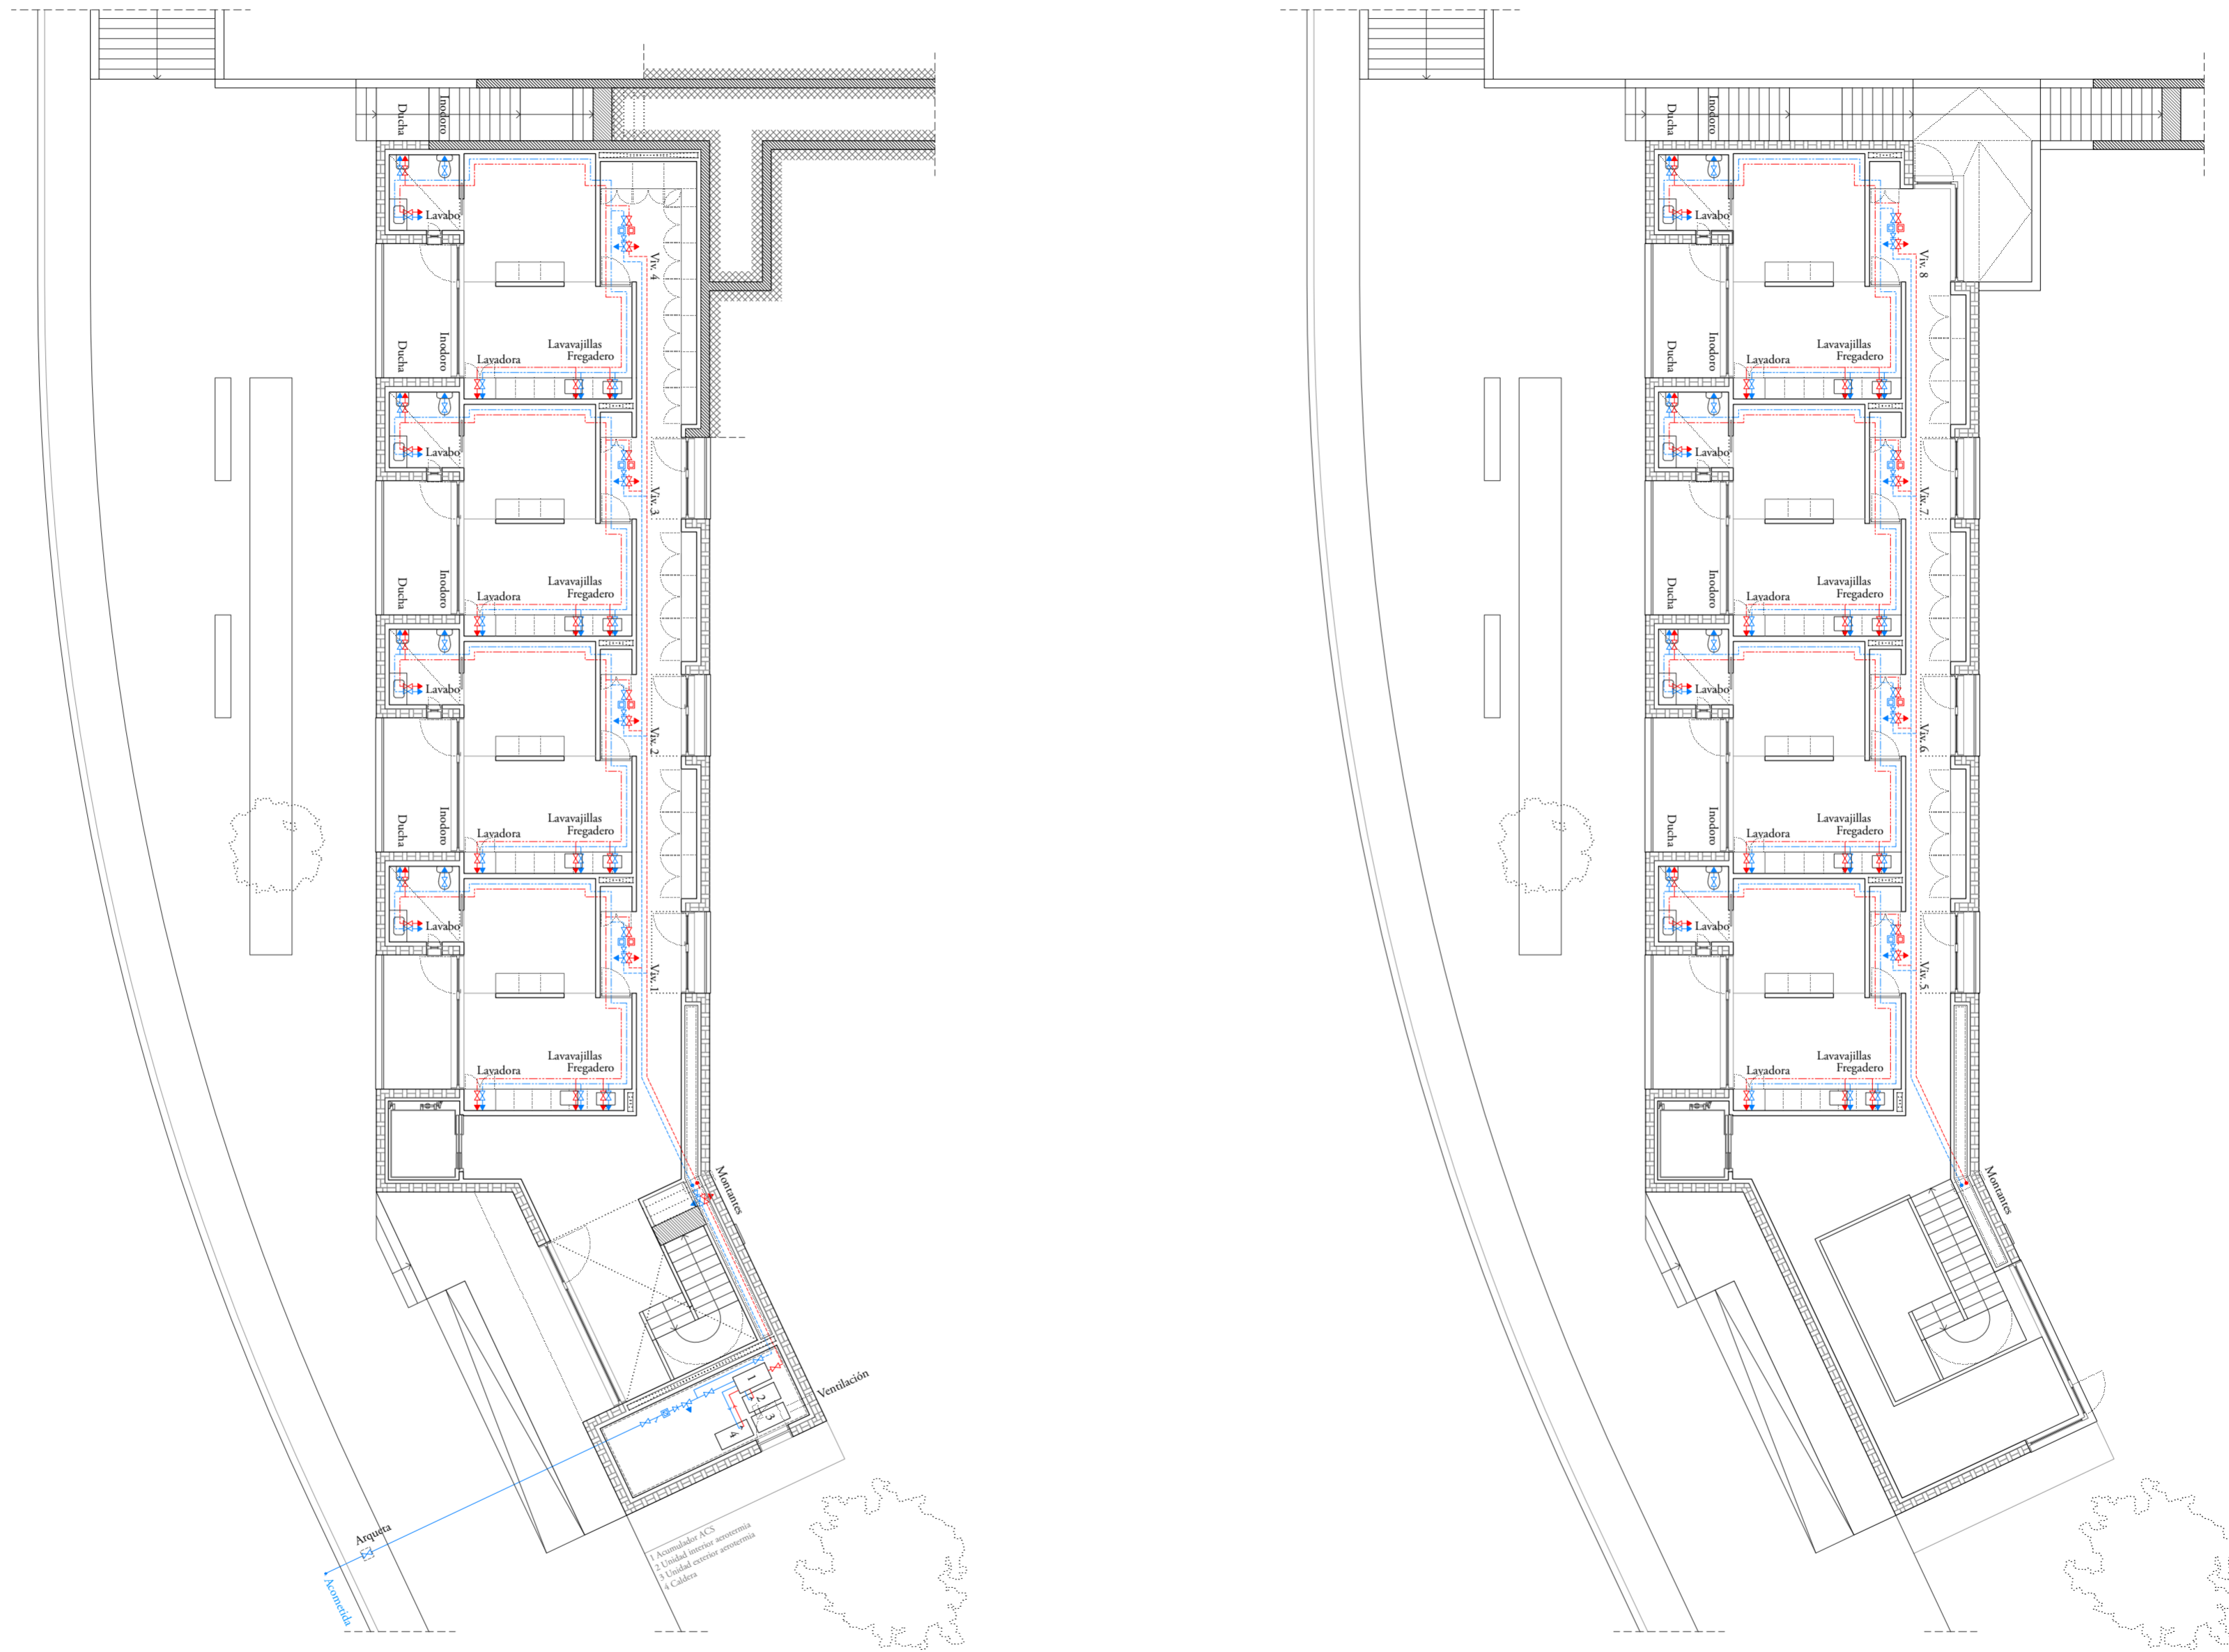 Ducha
Inodoro
Lavabo
Viv. 4
Lavavajillas
Fregadero
Lavadora
Ducha
Inodoro
Lavabo
Viv. 3
Lavavajillas
Fregadero
Lavadora
Ducha
Inodoro
Lavabo
Viv. 2
Lavavajillas
Fregadero
Lavadora
Ducha
Inodoro
Lavabo
Viv. 1
Lavavajillas
Fregadero
Lavadora
Montantes
Ventilación
1
2
3
4
Arqueta
Acometida
1 Acumulador ACS
2 Unidad interior aerotermia
3 Unidad exterior aerotermia
4 Caldera
Ducha
Inodoro
Lavabo
Viv. 8
Lavavajillas
Fregadero
Lavadora
Ducha
Inodoro
Lavabo
Viv. 7
Lavavajillas
Fregadero
Lavadora
Ducha
Inodoro
Lavabo
Viv. 6
Lavavajillas
Fregadero
Lavadora
Ducha
Inodoro
Lavabo
Viv. 5
Lavavajillas
Fregadero
Lavadora
Montantes